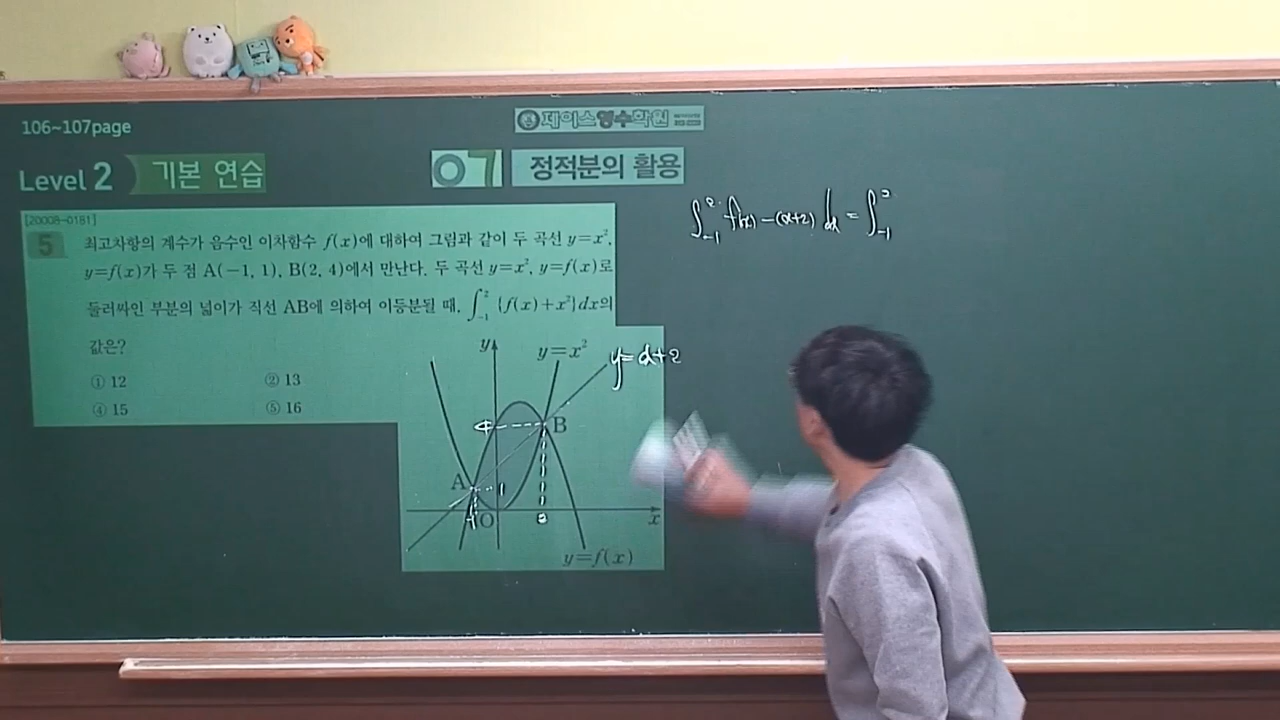 106~107page
제이스영수학원
Level 2 기본 연습
07 정적분의 활용
[20008-0181]
5 최고차항의 계수가 음수인 이차함수 f(x)에 대하여 그림과 같이 두 곡선 y=x²,
y=f(x)가 두 점 A(−1, 1), B(2, 4)에서 만난다. 두 곡선 y=x², y=f(x)로
둘러싸인 부분의 넓이가 직선 AB에 의하여 이등분될 때, ∫₋₁² {f(x)+x²}dx의
값은?
① 12 ② 13
④ 15 ⑤ 16
y
y=x²
y=x+2
4
B
A
1
-1
O
2
x
y=f(x)
∫₋₁² f(x)−(x+2) dx = ∫₋₁²